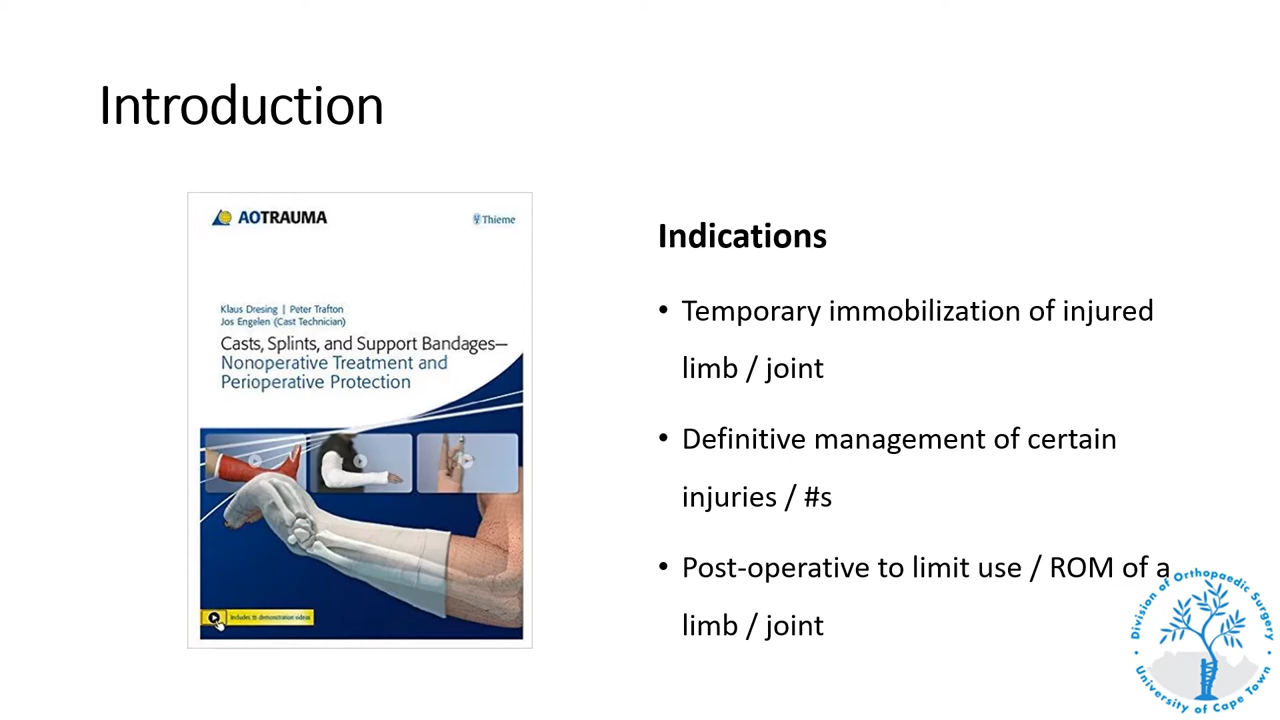 Introduction
AOTRAUMA
Thieme
Klaus Dresing | Peter Trafton
Jos Engelen (Cast Technician)
Casts, Splints, and Support Bandages—
Nonoperative Treatment and
Perioperative Protection
Indications
• Temporary immobilization of injured
limb / joint
• Definitive management of certain
injuries / #s
• Post-operative to limit use / ROM of a
limb / joint
Division of Orthopaedic Surgery
University of Cape Town